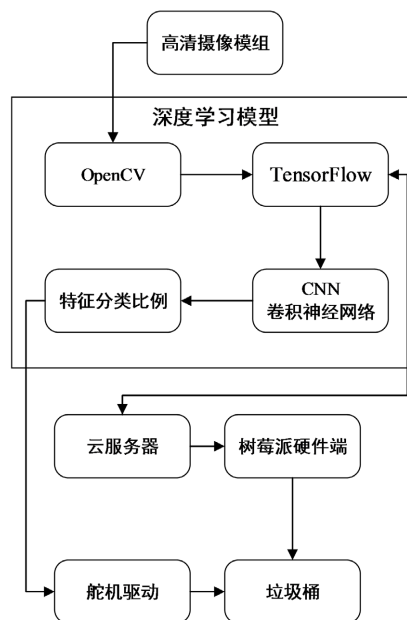 高清摄像模组
深度学习模型
OpenCV
TensorFlow
特征分类比例
CNN
卷积神经网络
云服务器
树莓派硬件端
舵机驱动
垃圾桶